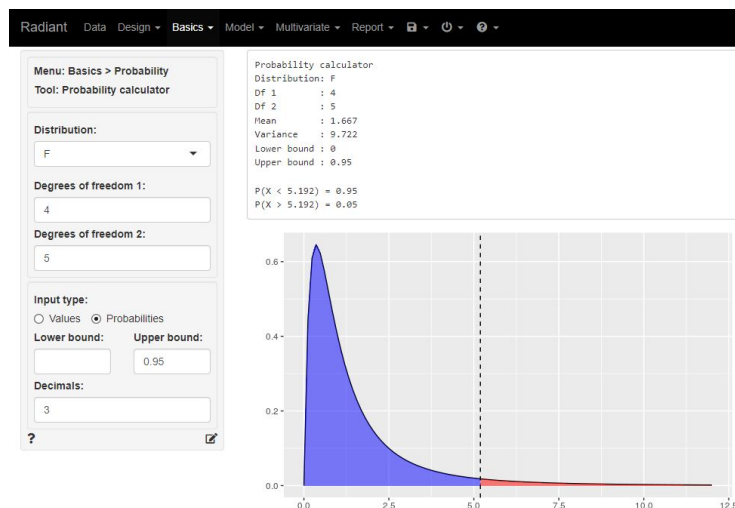 Radiant Data Design Basics Model Multivariate Report
Menu: Basics > Probability
Tool: Probability calculator
Distribution:
F
Degrees of freedom 1:
4
Degrees of freedom 2:
5
Input type:
Values Probabilities
Lower bound: Upper bound:
0.95
Decimals:
3
?
Probability calculator
Distribution: F
Df 1 : 4
Df 2 : 5
Mean : 1.667
Variance : 9.722
Lower bound : 0
Upper bound : 0.95
P(X < 5.192) = 0.95
P(X > 5.192) = 0.05
0.6
0.4
0.2
0.0
0.0 2.5 5.0 7.5 10.0 12.5